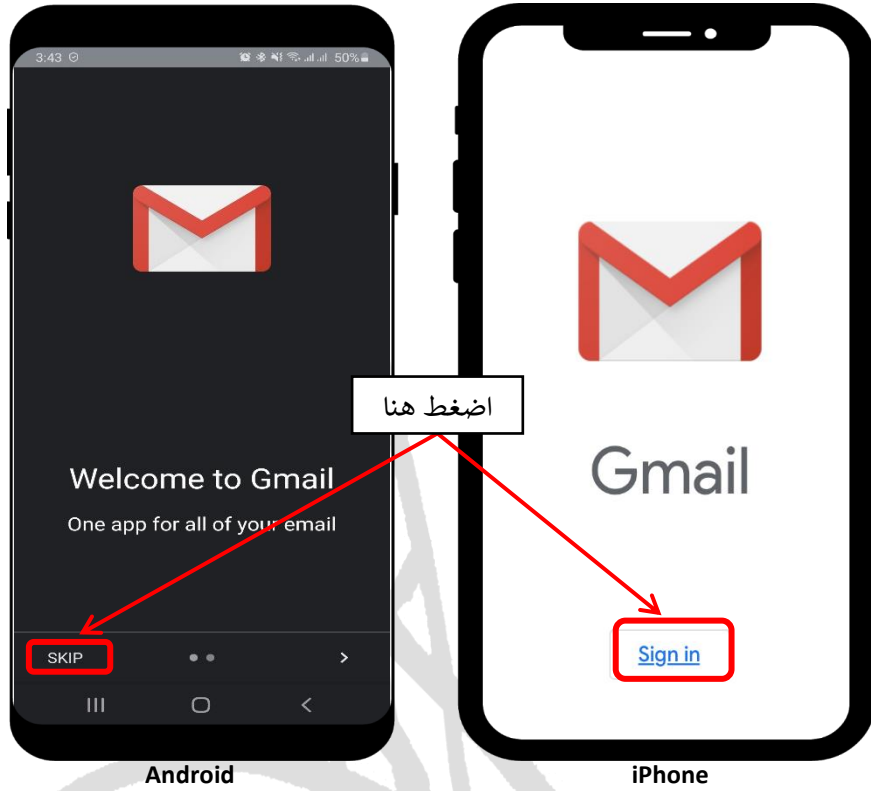 3:43
50%
Welcome to Gmail
One app for all of your email
SKIP
Android
اضغط هنا
Gmail
Sign in
iPhone